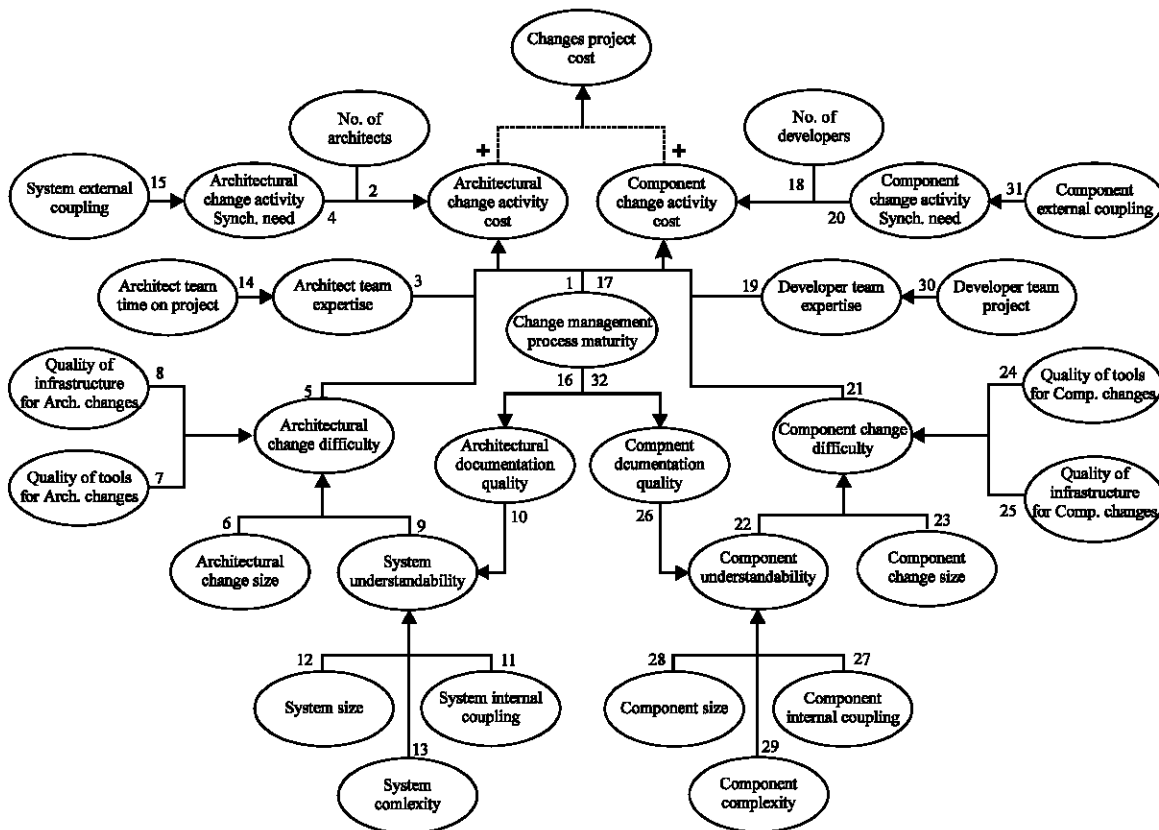 Changes project
cost
No. of
architects
No. of
developers
+
+
System external
coupling
15
Architectural
change activity
Synch. need
4
2
Architectural
change activity
cost
Component
change activity
cost
18
20
Component
change activity
Synch. need
31
Component
external coupling
Architect team
time on project
14
Architect team
expertise
3
1
17
19
Developer team
expertise
30
Developer team
project
Change management
process maturity
16
32
Quality of
infrastructure
for Arch. changes
8
5
Architectural
change difficulty
Quality of tools
for Arch. changes
7
Architectural
documentation
quality
10
Compnent
dcumentation
quality
26
21
Component change
difficulty
24
Quality of tools
for Comp. changes
Quality of
infrastructure
for Comp. changes
25
6
Architectural
change size
9
System
understandability
22
Component
understandability
23
Component
change size
12
System size
11
System internal
coupling
13
System
comlexity
28
Component size
27
Component
internal coupling
29
Component
complexity